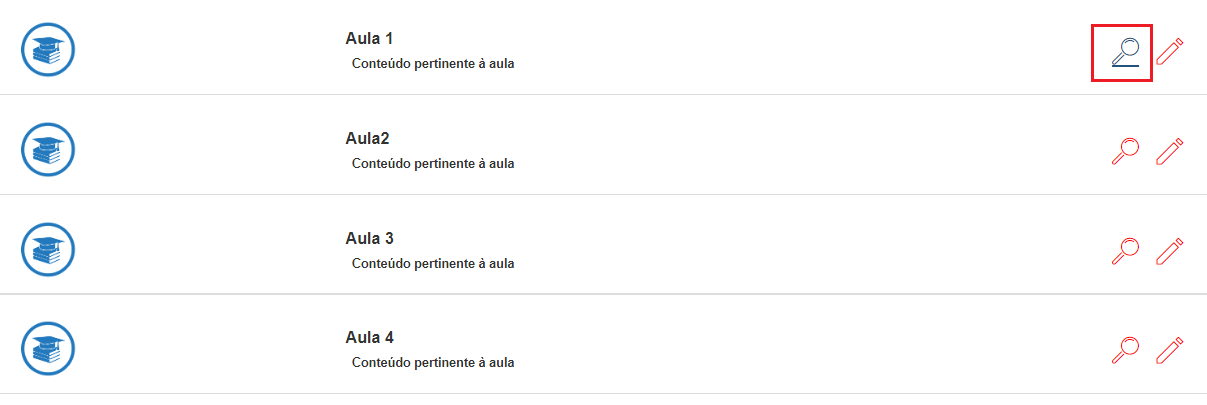 Aula 1
Conteúdo pertinente à aula
Aula2
Conteúdo pertinente à aula
Aula 3
Conteúdo pertinente à aula
Aula 4
Conteúdo pertinente à aula